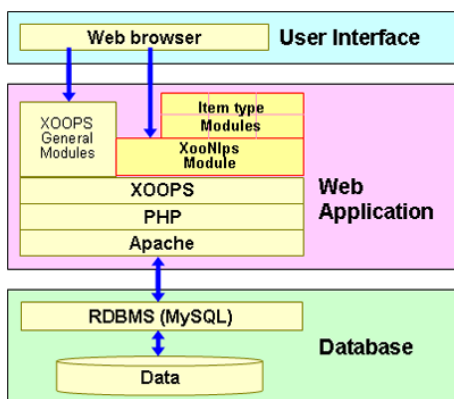 Web browser
User Interface
XOOPS
General
Modules
Item type
Modules
XooNIps
Module
XOOPS
PHP
Apache
Web
Application
RDBMS (MySQL)
Data
Database